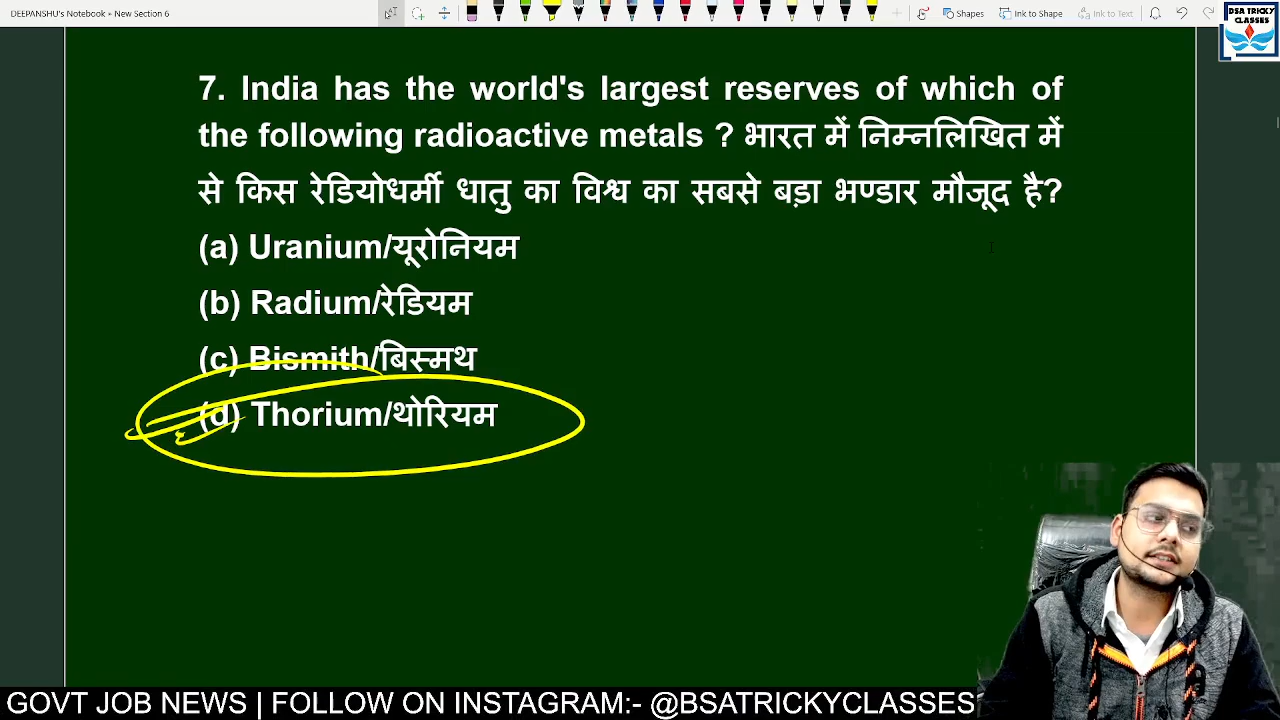 DEEPANSHU's Notebook ▸ New Section 6
Shapes
Ink to Shape
Ink to Text
DSA TRICKY
CLASSES
7. India has the world's largest reserves of which of
the following radioactive metals ? भारत में निम्नलिखित में
से किस रेडियोधर्मी धातु का विश्व का सबसे बड़ा भण्डार मौजूद है?
(a) Uranium/यूरोनियम
(b) Radium/रेडियम
(c) Bismith/बिस्मथ
(d) Thorium/थोरियम
GOVT JOB NEWS | FOLLOW ON INSTAGRAM:- @BSATRICKYCLASSES